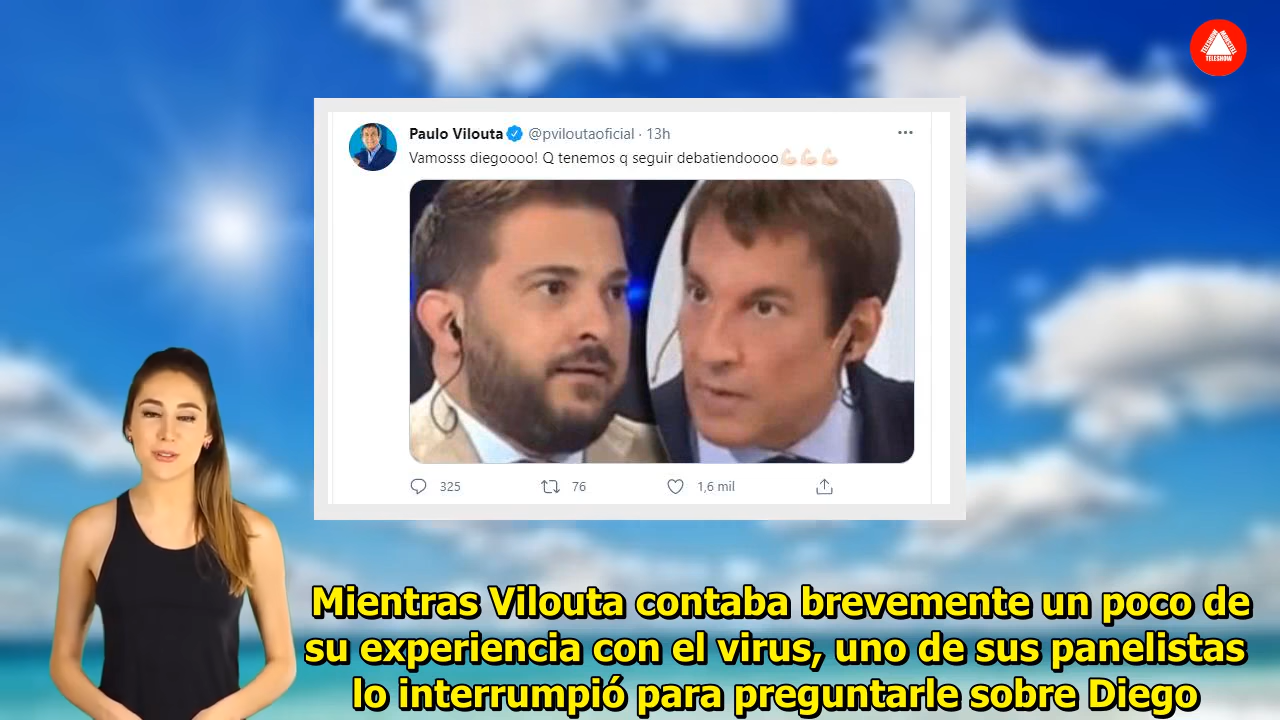 Paulo Vilouta @pviloutaoficial · 13h
Vamosss diegoooo! Q tenemos q seguir debatiendoooo💪🏻💪🏻💪🏻
325 76 1,6 mil
TELESHOW
Mientras Vilouta contaba brevemente un poco de
su experiencia con el virus, uno de sus panelistas
lo interrumpió para preguntarle sobre Diego